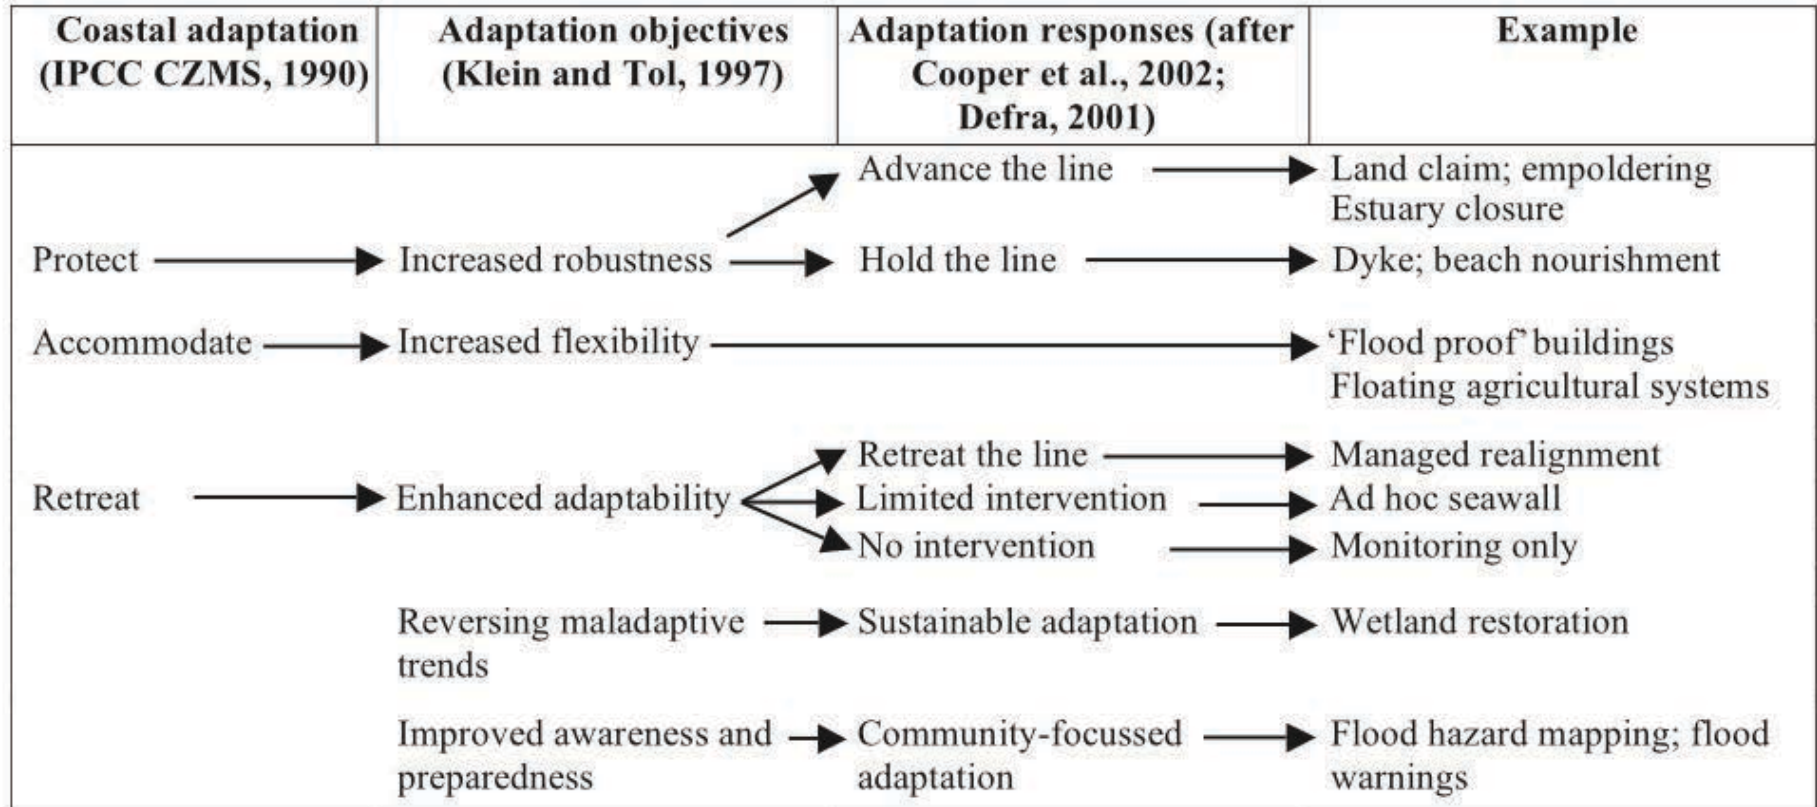 Coastal adaptation
(IPCC CZMS, 1990)
Adaptation objectives
(Klein and Tol, 1997)
Adaptation responses (after
Cooper et al., 2002;
Defra, 2001)
Example
Advance the line
Land claim; empoldering
Estuary closure
Protect
Increased robustness
Hold the line
Dyke; beach nourishment
Accommodate
Increased flexibility
‘Flood proof’ buildings
Floating agricultural systems
Retreat
Enhanced adaptability
Retreat the line
Managed realignment
Limited intervention
Ad hoc seawall
No intervention
Monitoring only
Reversing maladaptive
trends
Sustainable adaptation
Wetland restoration
Improved awareness and
preparedness
Community-focussed
adaptation
Flood hazard mapping; flood
warnings